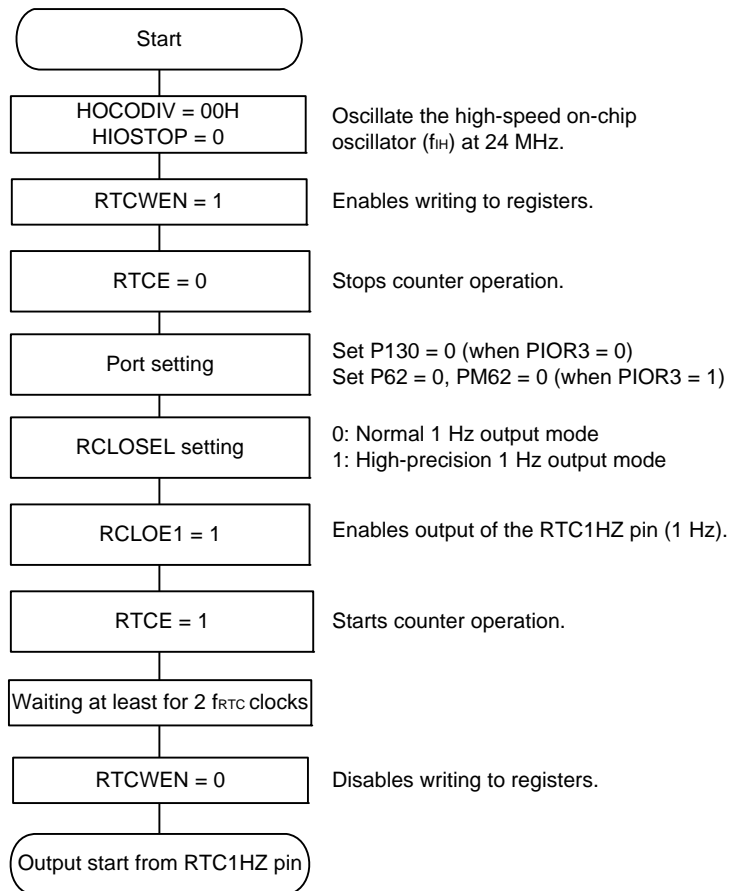 Start
HOCODIV = 00H
HIOSTOP = 0
Oscillate the high-speed on-chip
oscillator (fIH) at 24 MHz.
RTCWEN = 1
Enables writing to registers.
RTCE = 0
Stops counter operation.
Port setting
Set P130 = 0 (when PIOR3 = 0)
Set P62 = 0, PM62 = 0 (when PIOR3 = 1)
RCLOSEL setting
0: Normal 1 Hz output mode
1: High-precision 1 Hz output mode
RCLOE1 = 1
Enables output of the RTC1HZ pin (1 Hz).
RTCE = 1
Starts counter operation.
Waiting at least for 2 fRTC clocks
RTCWEN = 0
Disables writing to registers.
Output start from RTC1HZ pin